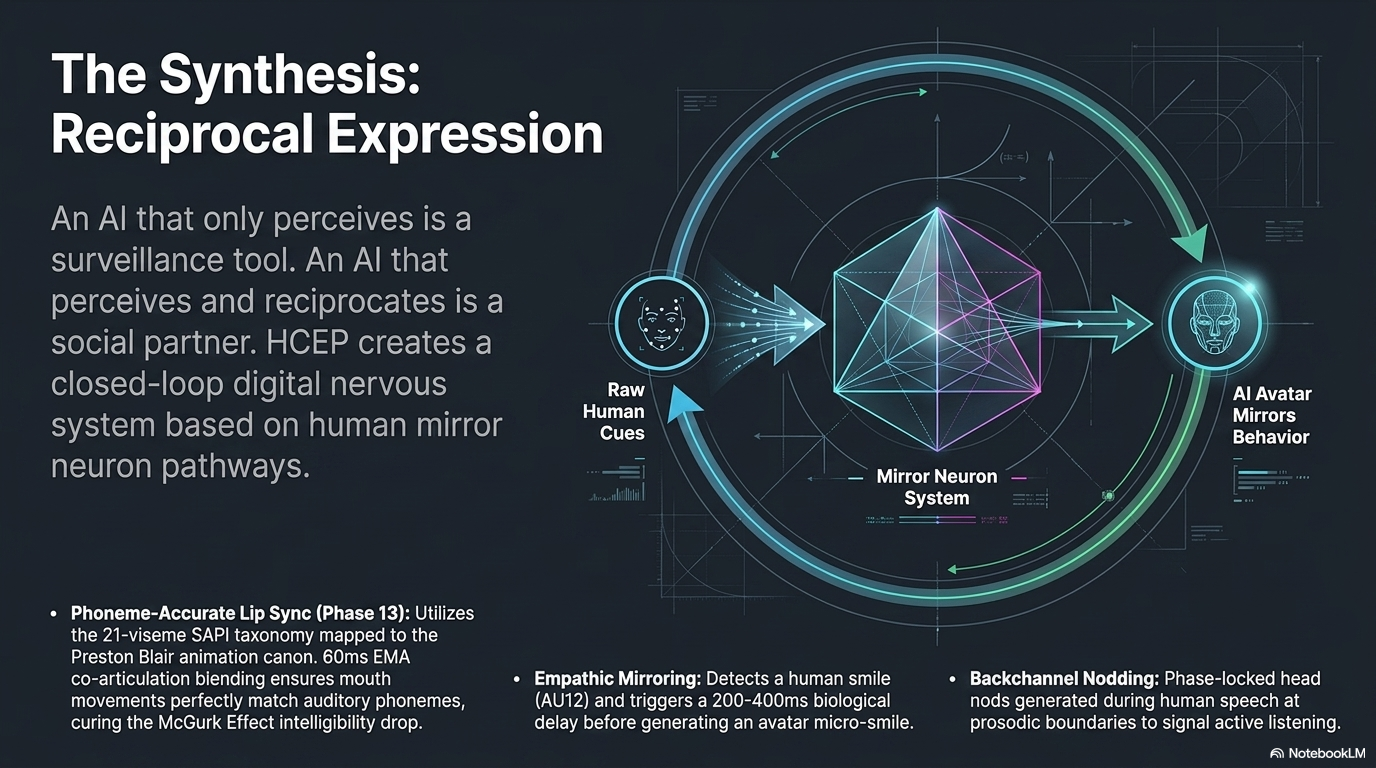 The Synthesis:
Reciprocal Expression
An AI that only perceives is a
surveillance tool. An AI that
perceives and reciprocates is a
social partner. HCEP creates a
closed-loop digital nervous
system based on human mirror
neuron pathways.
Raw
Human
Cues
Mirror Neuron
System
AI Avatar
Mirrors
Behavior
• Phoneme-Accurate Lip Sync (Phase 13): Utilizes
the 21-viseme SAPI taxonomy mapped to the
Preston Blair animation canon. 60ms EMA
co-articulation blending ensures mouth
movements perfectly match auditory phonemes,
curing the McGurk Effect intelligibility drop.
• Empathic Mirroring: Detects a human smile
(AU12) and triggers a 200-400ms biological
delay before generating an avatar micro-smile.
• Backchannel Nodding: Phase-locked head
nods generated during human speech at
prosodic boundaries to signal active listening.
NotebookLM